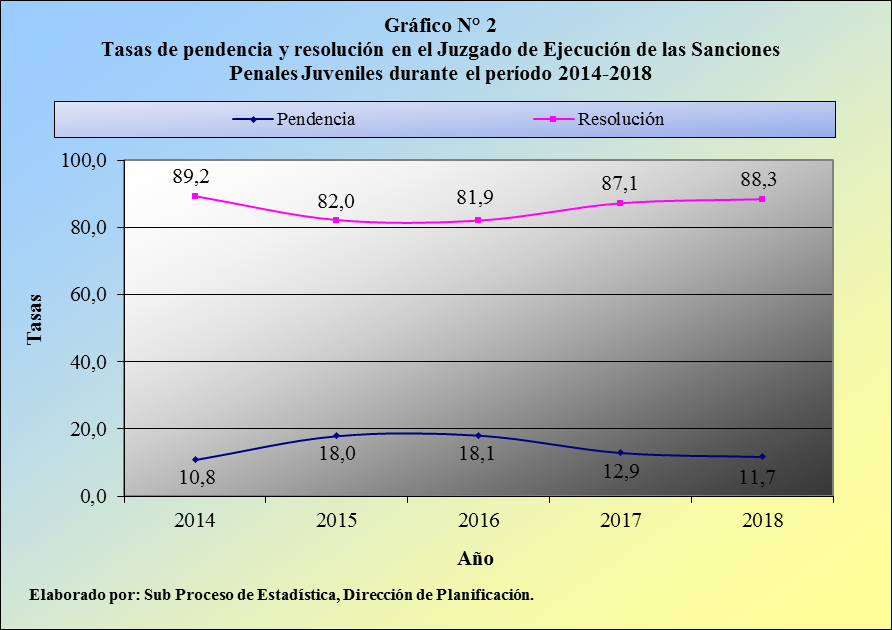 Gráfico N° 2
Tasas de pendencia y resolución en el Juzgado de Ejecución de las Sanciones
Penales Juveniles durante el período 2014-2018
Pendencia Resolución
100,0
80,0
60,0
40,0
20,0
0,0
Tasas
89,2 82,0 81,9 87,1 88,3
10,8 18,0 18,1 12,9 11,7
2014 2015 2016 2017 2018
Año
Elaborado por: Sub Proceso de Estadística, Dirección de Planificación.